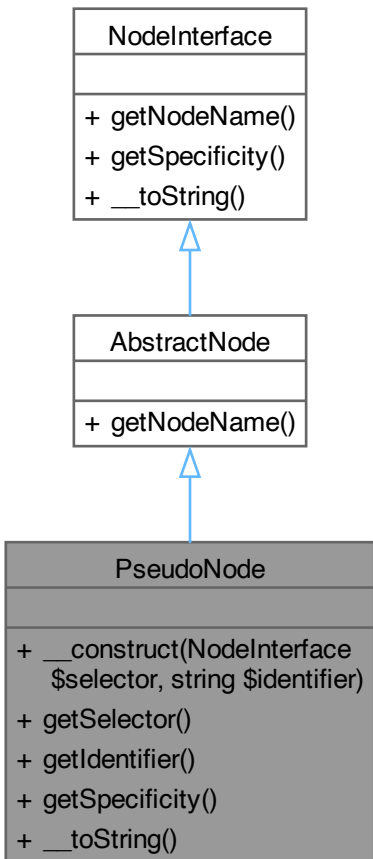 NodeInterface
+ getNodeName()
+ getSpecificity()
+ __toString()
AbstractNode
+ getNodeName()
PseudoNode
+ __construct(NodeInterface
$selector, string $identifier)
+ getSelector()
+ getIdentifier()
+ getSpecificity()
+ __toString()